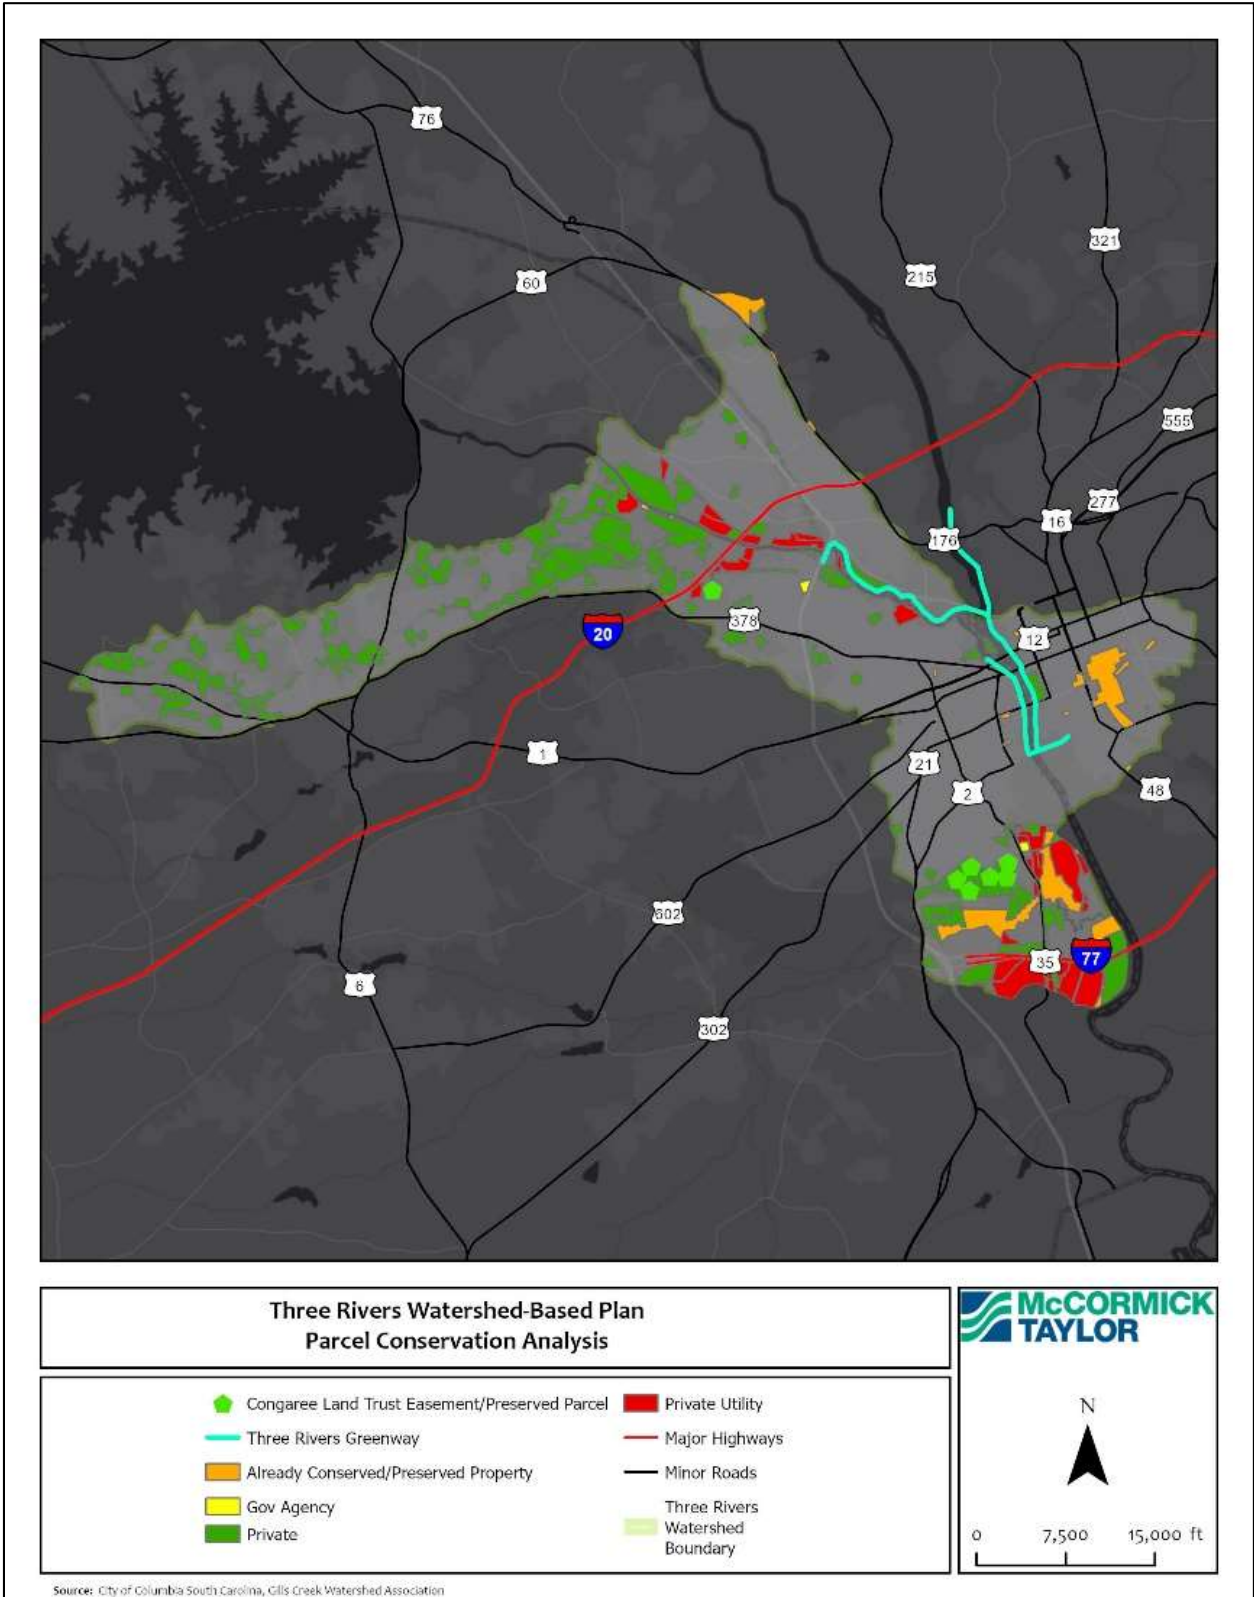 76
321
60
215
555
277
16
176
378
20
12
1
21
2
48
602
35
77
6
302
Three Rivers Watershed-Based Plan
Parcel Conservation Analysis
McCORMICK
TAYLOR
Congaree Land Trust Easement/Preserved Parcel
Three Rivers Greenway
Already Conserved/Preserved Property
Gov Agency
Private
Private Utility
Major Highways
Minor Roads
Three Rivers
Watershed
Boundary
N
0 7,500 15,000 ft
Source: City of Columbia South Carolina, Gills Creek Watershed Association